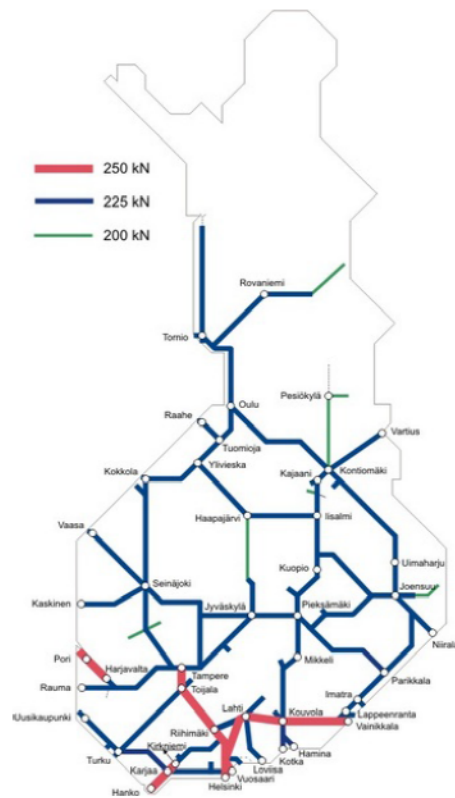 250 kN
225 kN
200 kN
Rovaniemi
Tornio
Pesiökylä
Oulu
Raahe
Vartius
Tuomioja
Ylivieska
Kontiomäki
Kokkola
Kajaani
Haapajärvi
Iisalmi
Vaasa
Uimaharju
Kuopio
Joensuu
Seinäjoki
Kaskinen
Jyväskylä
Pieksämäki
Niirala
Pori
Mikkeli
Harjavalta
Tampere
Parikkala
Rauma
Toijala
Imatra
Lahti
Kouvola
Lappeenranta
Uusikaupunki
Vainikkala
Riihimäki
Kirkniemi
Hamina
Turku
Karjaa
Loviisa
Kotka
Vuosaari
Hanko
Helsinki